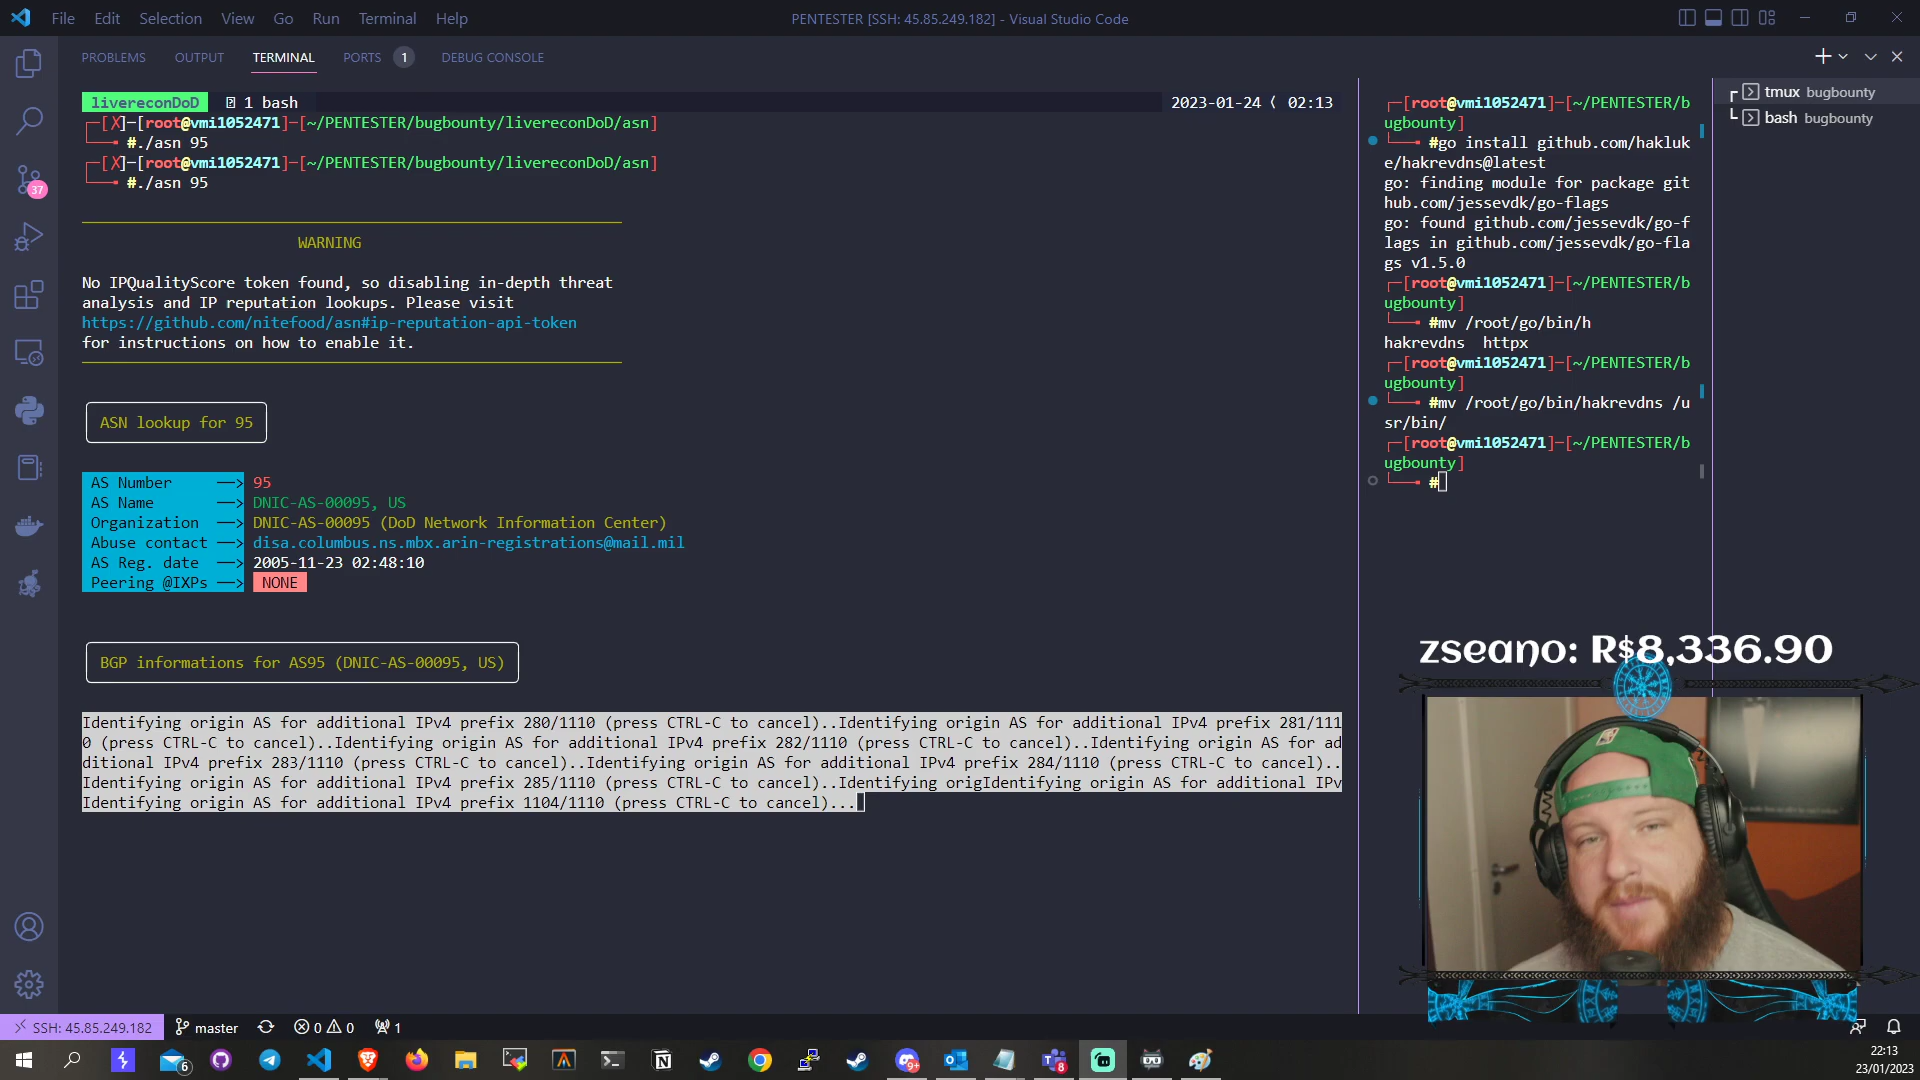 File Edit Selection View Go Run Terminal Help
PENTESTER [SSH: 45.85.249.182] - Visual Studio Code
PROBLEMS OUTPUT TERMINAL PORTS 1 DEBUG CONSOLE
livereconDoD 1 bash 2023-01-24 ⟨ 02:13
┌─[✗]─[root@vmi1052471]─[~/PENTESTER/bugbounty/livereconDoD/asn]
└──╼ #./asn 95
┌─[✗]─[root@vmi1052471]─[~/PENTESTER/bugbounty/livereconDoD/asn]
└──╼ #./asn 95
WARNING
No IPQualityScore token found, so disabling in-depth threat
analysis and IP reputation lookups. Please visit
https://github.com/nitefood/asn#ip-reputation-api-token
for instructions on how to enable it.
ASN lookup for 95
AS Number ──> 95
AS Name ──> DNIC-AS-00095, US
Organization ──> DNIC-AS-00095 (DoD Network Information Center)
Abuse contact ──> disa.columbus.ns.mbx.arin-registrations@mail.mil
AS Reg. date ──> 2005-11-23 02:48:10
Peering @IXPs ──> NONE
BGP informations for AS95 (DNIC-AS-00095, US)
Identifying origin AS for additional IPv4 prefix 280/1110 (press CTRL-C to cancel)..Identifying origin AS for additional IPv4 prefix 281/111
0 (press CTRL-C to cancel)..Identifying origin AS for additional IPv4 prefix 282/1110 (press CTRL-C to cancel)..Identifying origin AS for ad
ditional IPv4 prefix 283/1110 (press CTRL-C to cancel)..Identifying origin AS for additional IPv4 prefix 284/1110 (press CTRL-C to cancel)..
Identifying origin AS for additional IPv4 prefix 285/1110 (press CTRL-C to cancel)..Identifying origIdentifying origin AS for additional IPv
Identifying origin AS for additional IPv4 prefix 1104/1110 (press CTRL-C to cancel)...
┌─[root@vmi1052471]─[~/PENTESTER/b
ugbounty]
└──╼ #go install github.com/hakluk
e/hakrevdns@latest
go: finding module for package git
hub.com/jessevdk/go-flags
go: found github.com/jessevdk/go-f
lags in github.com/jessevdk/go-fla
gs v1.5.0
┌─[root@vmi1052471]─[~/PENTESTER/b
ugbounty]
└──╼ #mv /root/go/bin/h
hakrevdns httpx
┌─[root@vmi1052471]─[~/PENTESTER/b
ugbounty]
└──╼ #mv /root/go/bin/hakrevdns /u
sr/bin/
┌─[root@vmi1052471]─[~/PENTESTER/b
ugbounty]
└──╼ #
tmux bugbounty
bash bugbounty
37
zseano: R$8,336.90
SSH: 45.85.249.182 master 0 0 1
6
9+
8
22:13
23/01/2023